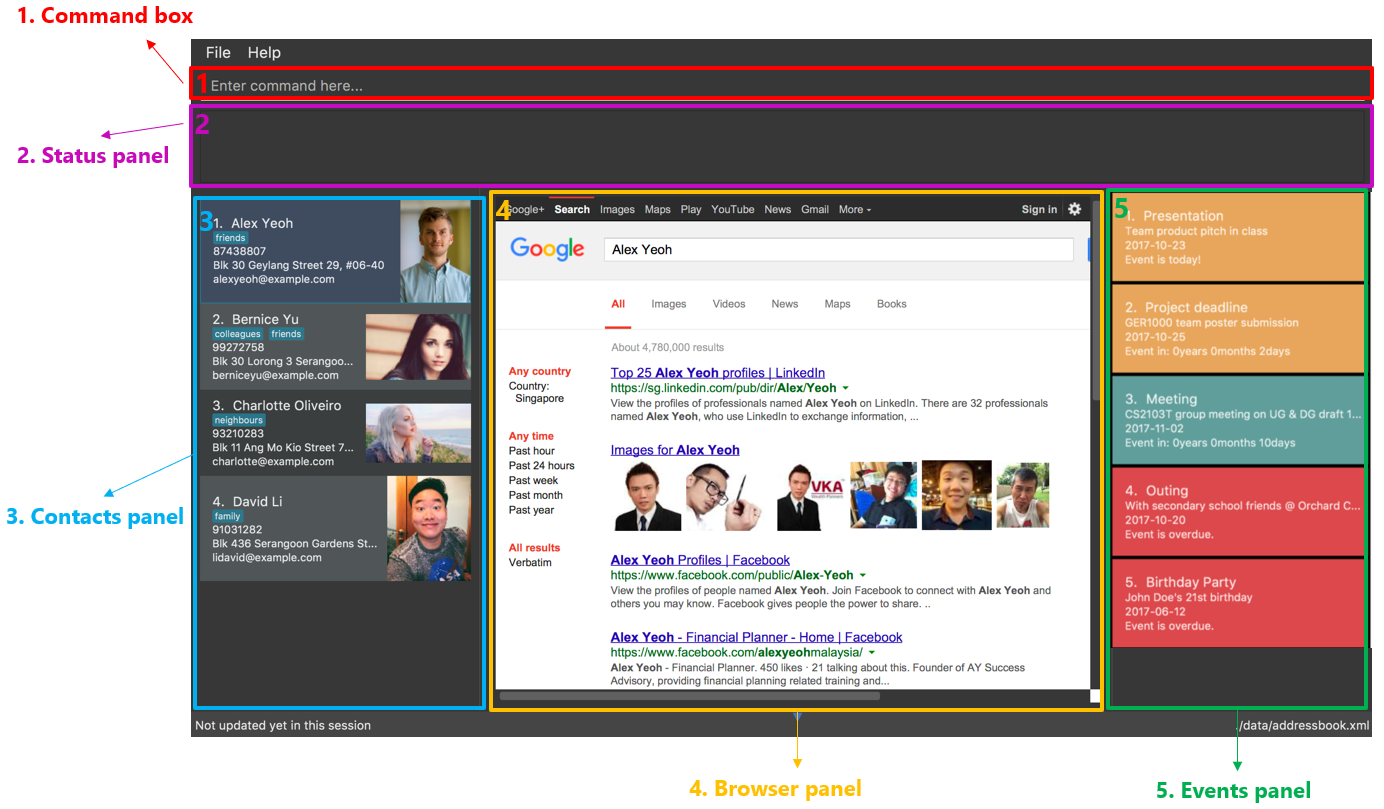 1. Command box
File Help
1 Enter command here...
2
2. Status panel
3
1. Alex Yeoh
friends
87438807
Blk 30 Geylang Street 29, #06-40
alexyeoh@example.com
2. Bernice Yu
colleagues friends
99272758
Blk 30 Lorong 3 Serangoo...
berniceyu@example.com
3. Charlotte Oliveiro
neighbours
93210283
Blk 11 Ang Mo Kio Street 7...
charlotte@example.com
4. David Li
family
91031282
Blk 436 Serangoon Gardens St...
lidavid@example.com
3. Contacts panel
4
Google+ Search Images Maps Play YouTube News Gmail More Sign in
Google Alex Yeoh
All Images Videos News Maps Books
About 4,780,000 results
Any country
Country:
Singapore
Any time
Past hour
Past 24 hours
Past week
Past month
Past year
All results
Verbatim
Top 25 Alex Yeoh profiles | LinkedIn
https://sg.linkedin.com/pub/dir/Alex/Yeoh
View the profiles of professionals named Alex Yeoh on LinkedIn. There are 32 professionals
named Alex Yeoh, who use LinkedIn to exchange information, ...
Images for Alex Yeoh
VKA
Alex Yeoh Profiles | Facebook
https://www.facebook.com/public/Alex-Yeoh
View the profiles of people named Alex Yeoh. Join Facebook to connect with Alex Yeoh and
others you may know. Facebook gives people the power to share. ..
Alex Yeoh - Financial Planner - Home | Facebook
https://www.facebook.com/alexyeohmalaysia/
Alex Yeoh - Financial Planner. 450 likes · 21 talking about this. Founder of AY Success
Advisory, providing financial planning related training and...
5
1. Presentation
Team product pitch in class
2017-10-23
Event is today!
2. Project deadline
GER1000 team poster submission
2017-10-25
Event in: 0years 0months 2days
3. Meeting
CS2103T group meeting on UG & DG draft 1...
2017-11-02
Event in: 0years 0months 10days
4. Outing
With secondary school friends @ Orchard C...
2017-10-20
Event is overdue.
5. Birthday Party
John Doe's 21st birthday
2017-06-12
Event is overdue.
Not updated yet in this session
./data/addressbook.xml
4. Browser panel
5. Events panel